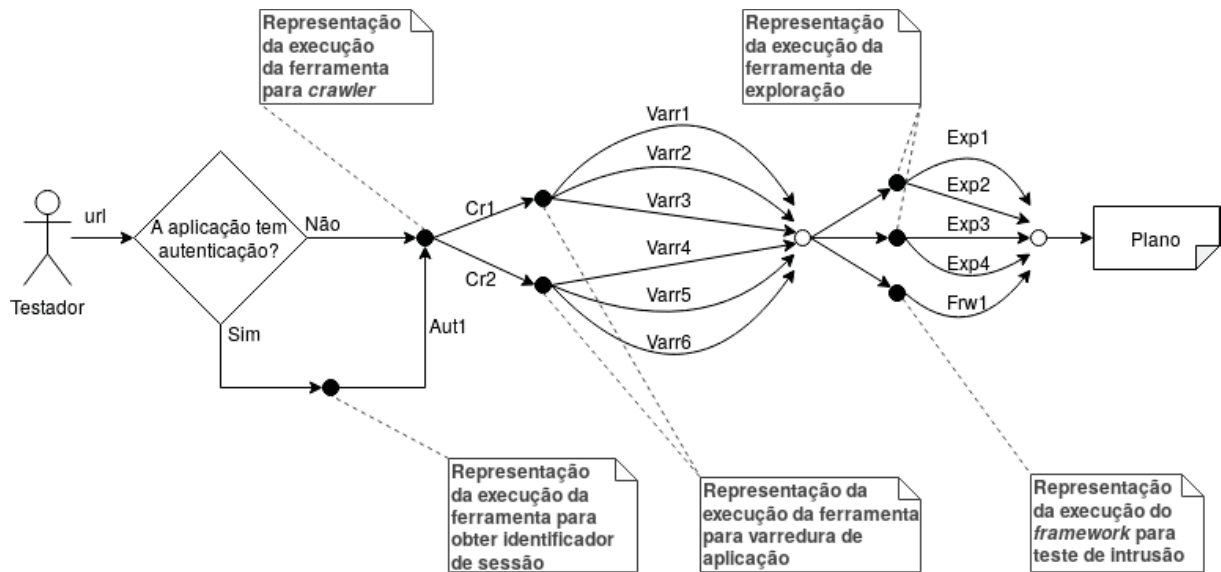 Representação
da execução
da ferramenta
para crawler
Representação
da execução da
ferramenta de
exploração
Varr1
Varr2
Varr3
Varr4
Varr5
Varr6
Exp1
Exp2
Exp3
Exp4
Frw1
url
A aplicação tem
autenticação?
Não
Sim
Cr1
Cr2
Aut1
Testador
Plano
Representação
da execução da
ferramenta para
obter identificador
de sessão
Representação da
execução da ferramenta
para varredura de
aplicação
Representação
da execução do
framework para
teste de intrusão